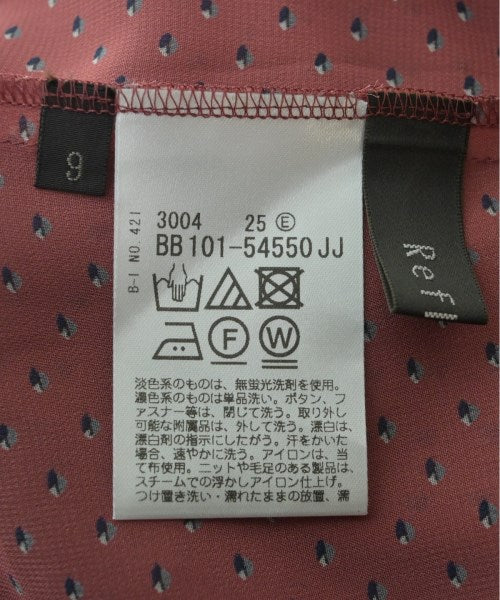 9
B-I NO. 421
3004 25 Ⓔ
BB 101-54550 JJ
F W
淡色系のものは、無蛍光洗剤を使用。
濃色系のものは単品洗い。ボタン、フ
ァスナー等は、閉じて洗う。取り外し
可能な附属品は、外して洗う。漂白は、
漂白剤の指示にしたがう。汗をかいた
場合、速やかに洗う。アイロンは、当
て布使用。ニットや毛足のある製品は、
スチームでの浮かしアイロン仕上げ。
つけ置き洗い・濡れたままの放置、濡
Ref